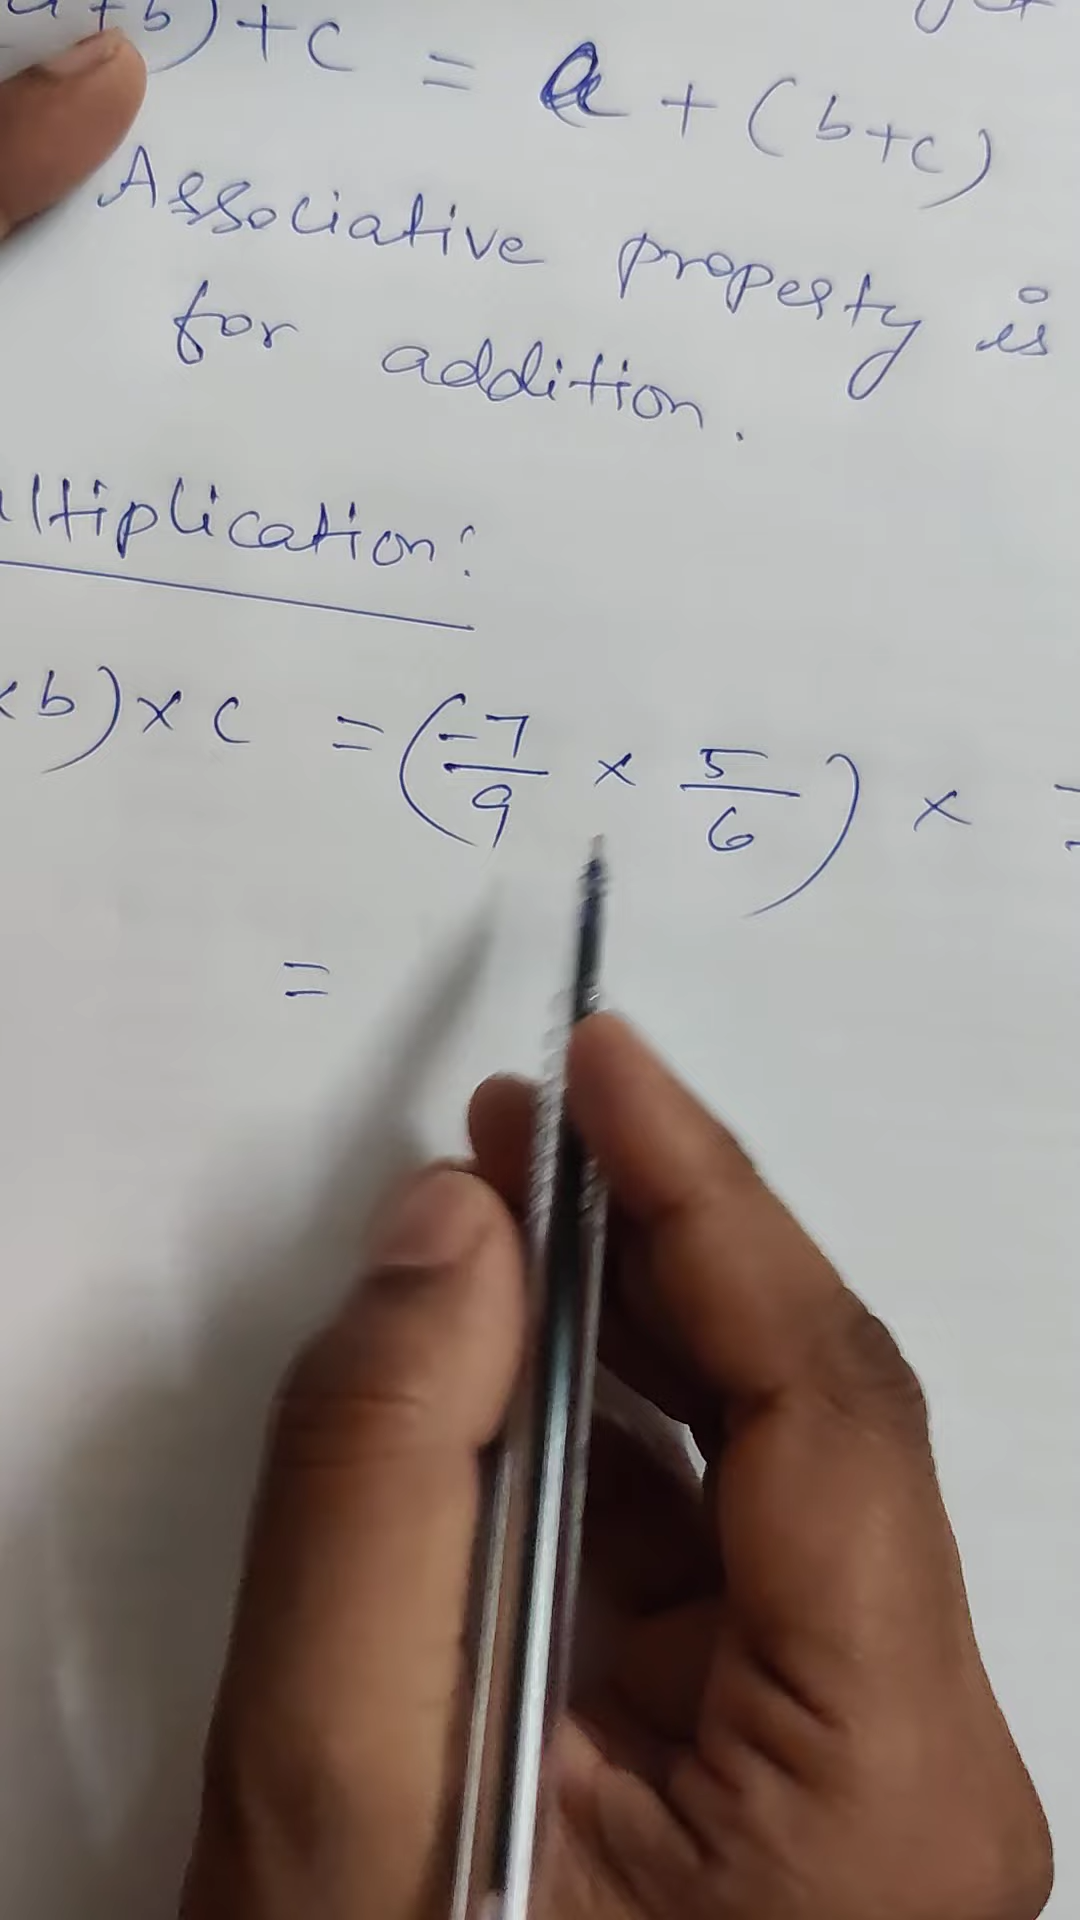 a+b)+c = a + (b+c)
Associative property is
for addition.
ltiplication:
×b)×c = (-7/9 × 5/6) ×
=